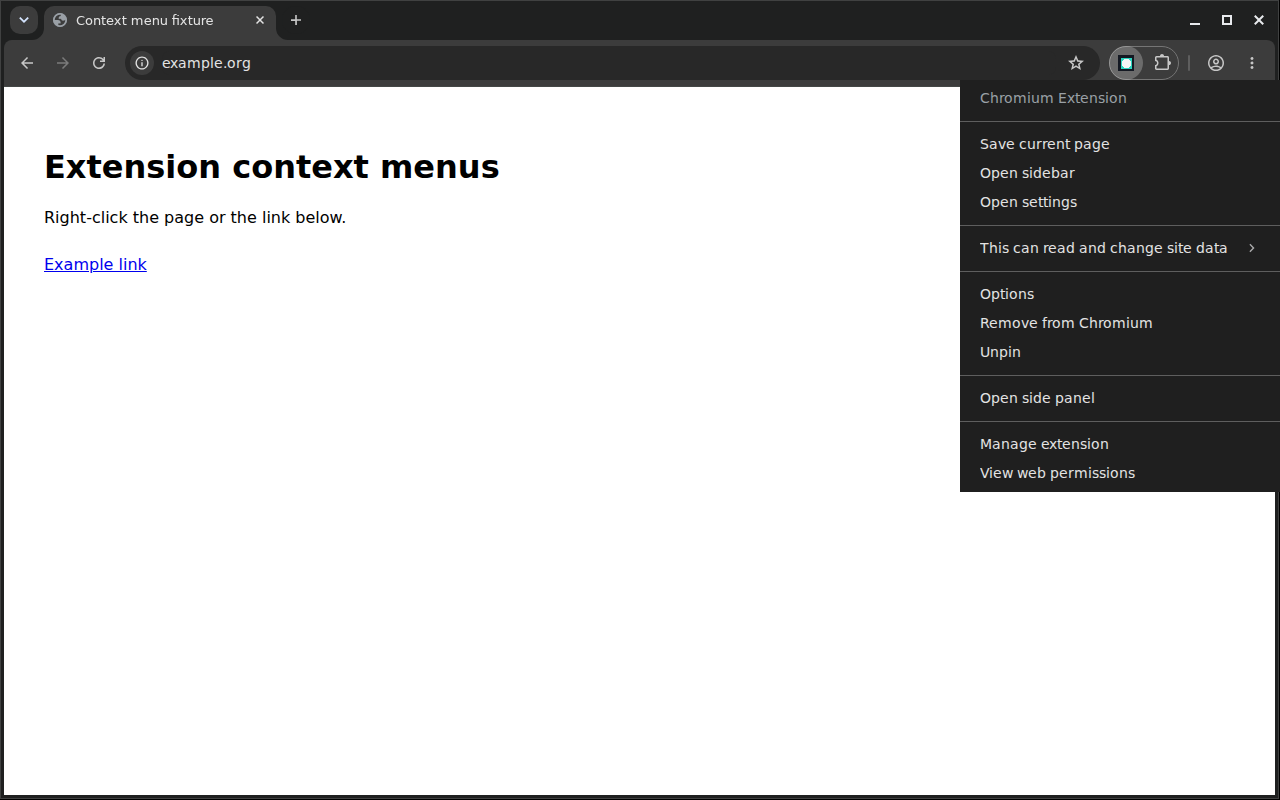 Context menu fixture
example.org
Chromium Extension
Save current page
Open sidebar
Open settings
This can read and change site data
Options
Remove from Chromium
Unpin
Open side panel
Manage extension
View web permissions
Extension context menus
Right-click the page or the link below.
Example link